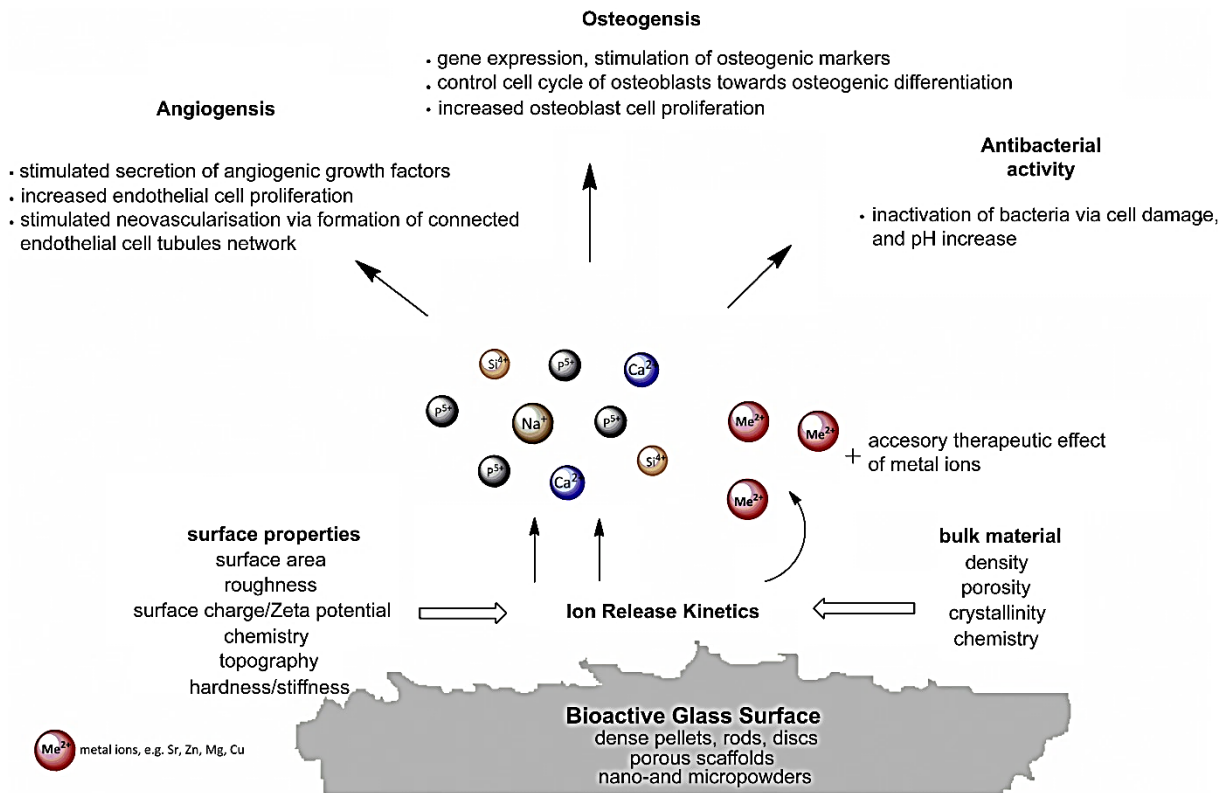 Osteogensis
· gene expression, stimulation of osteogenic markers
· control cell cycle of osteoblasts towards osteogenic differentiation
· increased osteoblast cell proliferation
Angiogensis
· stimulated secretion of angiogenic growth factors
· increased endothelial cell proliferation
· stimulated neovascularisation via formation of connected
endothelial cell tubules network
Antibacterial
activity
· inactivation of bacteria via cell damage,
and pH increase
Si⁴⁺
P⁵⁺
Ca²⁺
P⁵⁺
Na⁺
P⁵⁺
Me²⁺
Me²⁺
P⁵⁺
Ca²⁺
Si⁴⁺
Me²⁺
+ accesory therapeutic effect
of metal ions
surface properties
surface area
roughness
surface charge/Zeta potential
chemistry
topography
hardness/stiffness
Ion Release Kinetics
bulk material
density
porosity
crystallinity
chemistry
Bioactive Glass Surface
dense pellets, rods, discs
porous scaffolds
nano-and micropowders
Me²⁺ metal ions, e.g. Sr, Zn, Mg, Cu